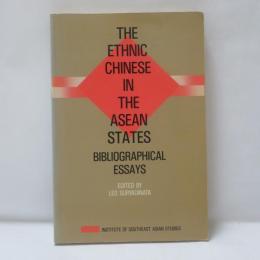 THE
ETHNIC
CHINESE
IN
THE
ASEAN
STATES
BIBLIOGRAPHICAL
ESSAYS
EDITED BY
LEO SURYADINATA
INSTITUTE OF SOUTHEAST ASIAN STUDIES